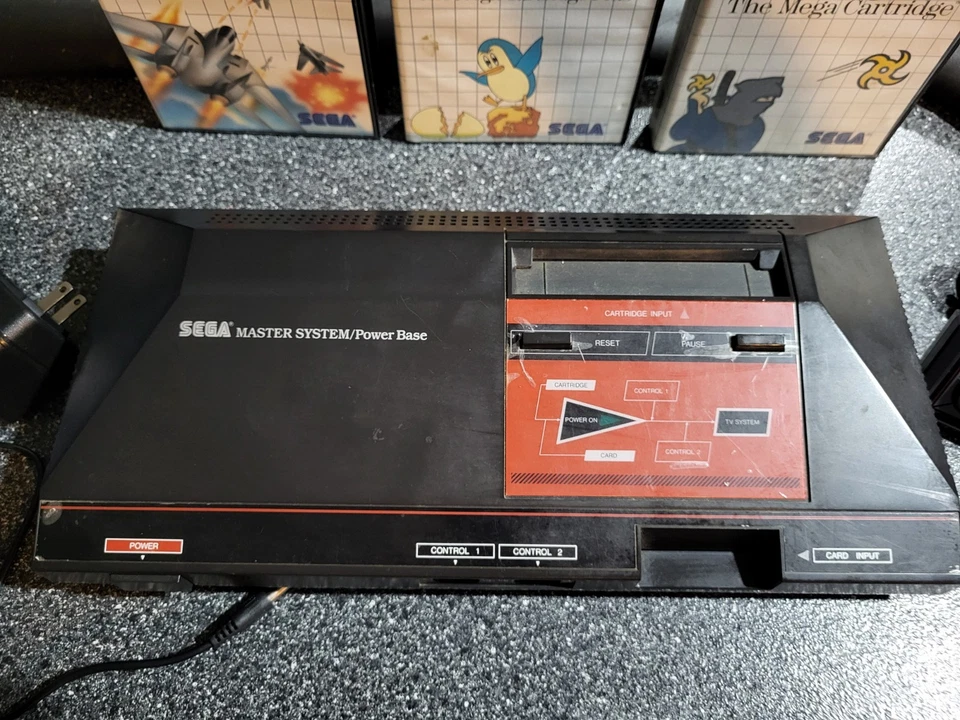 The Mega Cartridge
SEGA
SEGA
SEGA
CARTRIDGE INPUT
SEGA MASTER SYSTEM/Power Base
RESET
PAUSE
CARTRIDGE
CONTROL 1
POWER ON
TV SYSTEM
CARD
CONTROL 2
POWER
CONTROL 1
CONTROL 2
CARD INPUT